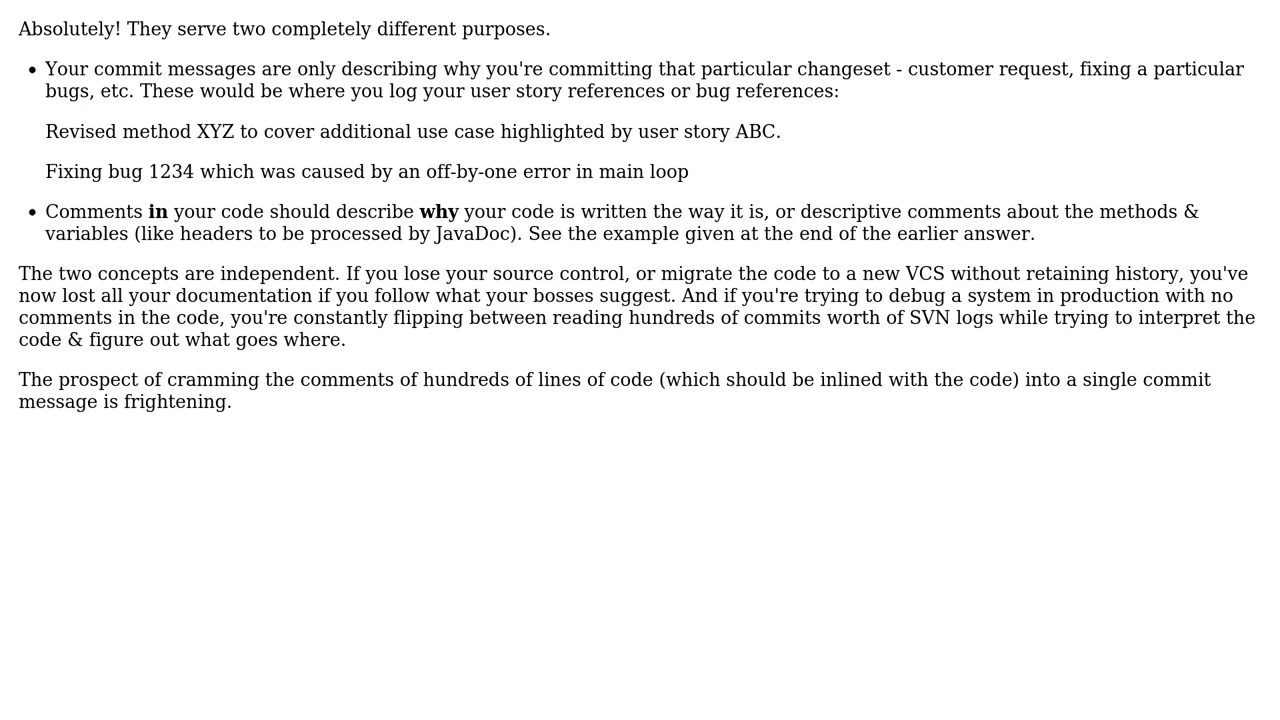 Absolutely! They serve two completely different purposes.
• Your commit messages are only describing why you're committing that particular changeset - customer request, fixing a particular
bugs, etc. These would be where you log your user story references or bug references:
Revised method XYZ to cover additional use case highlighted by user story ABC.
Fixing bug 1234 which was caused by an off-by-one error in main loop
• Comments in your code should describe why your code is written the way it is, or descriptive comments about the methods &
variables (like headers to be processed by JavaDoc). See the example given at the end of the earlier answer.
The two concepts are independent. If you lose your source control, or migrate the code to a new VCS without retaining history, you've
now lost all your documentation if you follow what your bosses suggest. And if you're trying to debug a system in production with no
comments in the code, you're constantly flipping between reading hundreds of commits worth of SVN logs while trying to interpret the
code & figure out what goes where.
The prospect of cramming the comments of hundreds of lines of code (which should be inlined with the code) into a single commit
message is frightening.